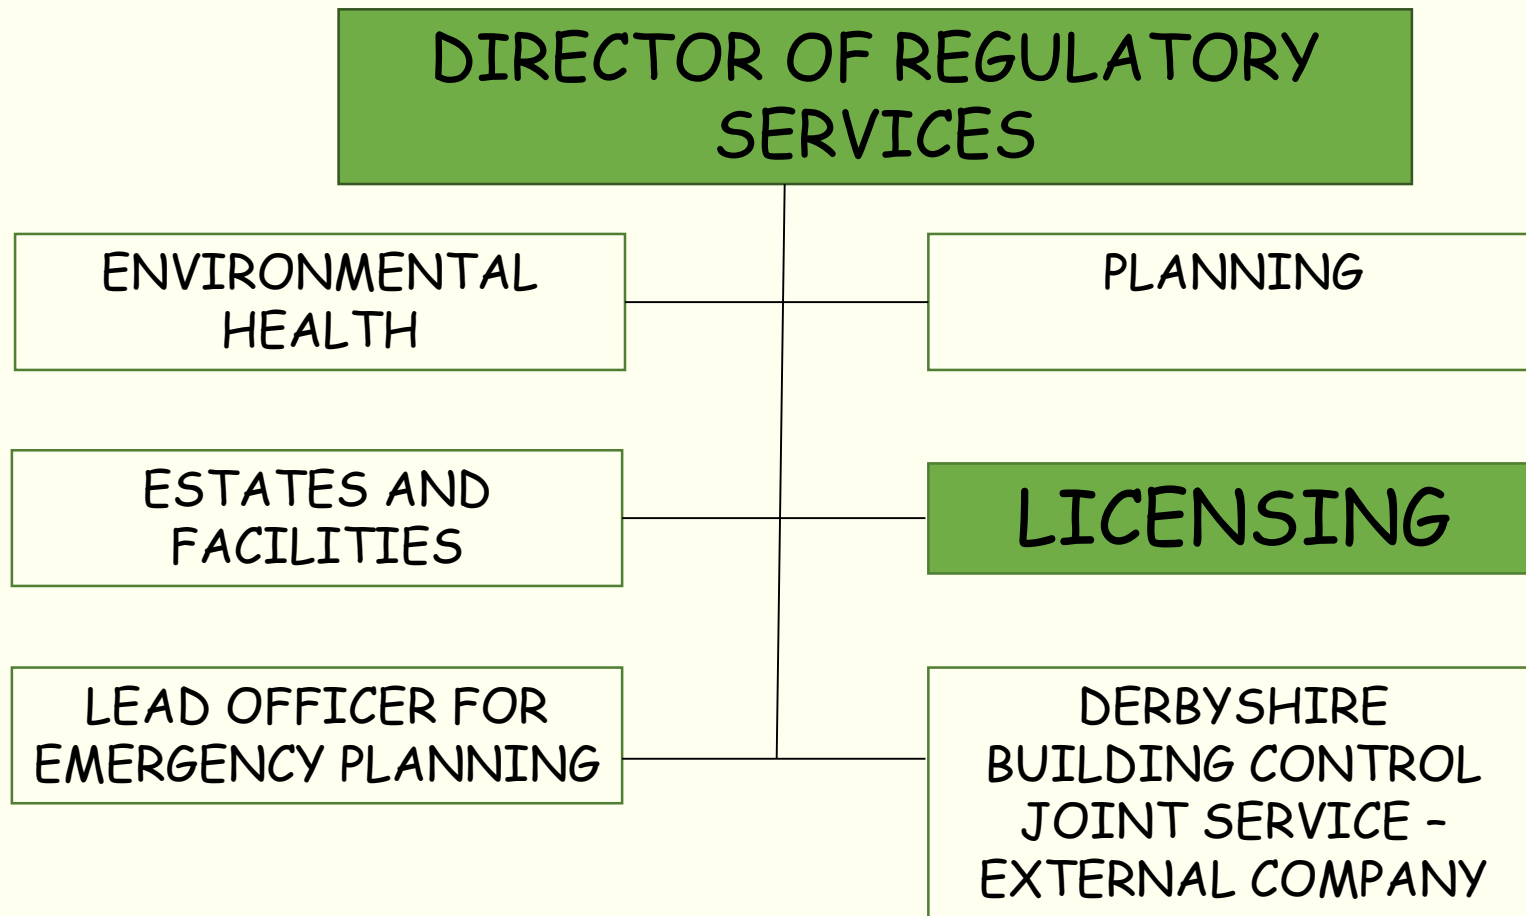 DIRECTOR OF REGULATORY
SERVICES
ENVIRONMENTAL
HEALTH
PLANNING
ESTATES AND
FACILITIES
LICENSING
LEAD OFFICER FOR
EMERGENCY PLANNING
DERBYSHIRE
BUILDING CONTROL
JOINT SERVICE –
EXTERNAL COMPANY